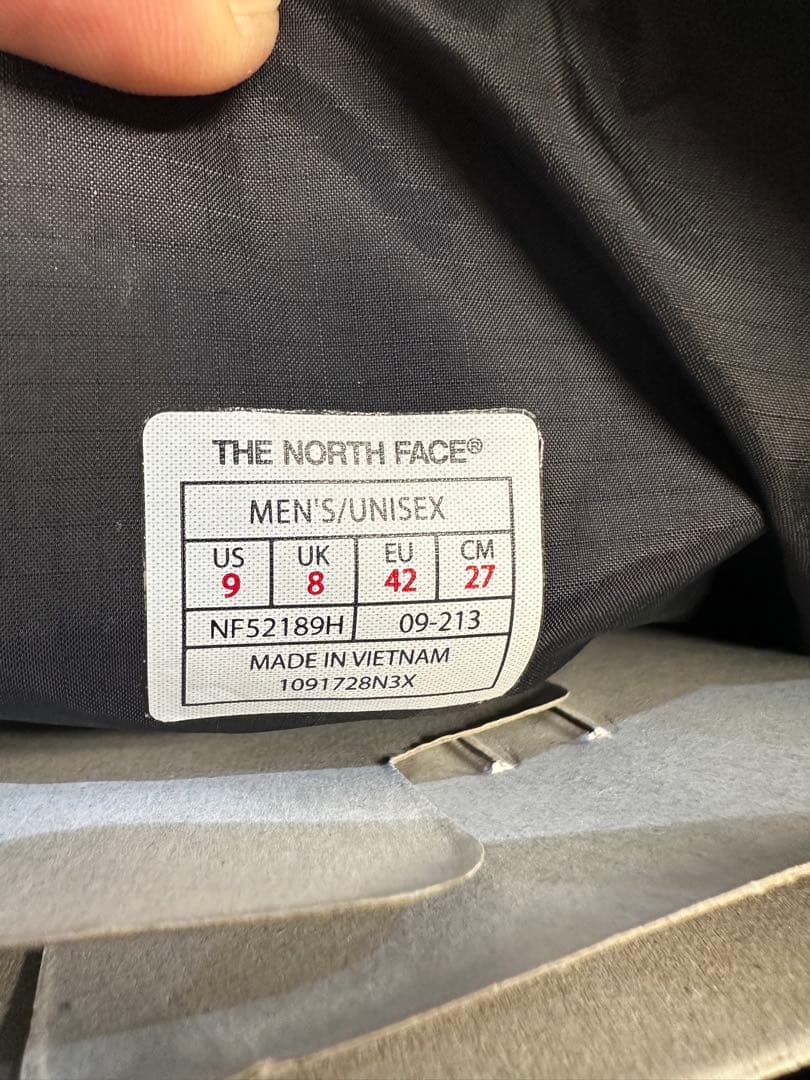 THE NORTH FACE®
MEN'S/UNISEX
US UK EU CM
9 8 42 27
NF52189H 09-213
MADE IN VIETNAM
1091728N3X